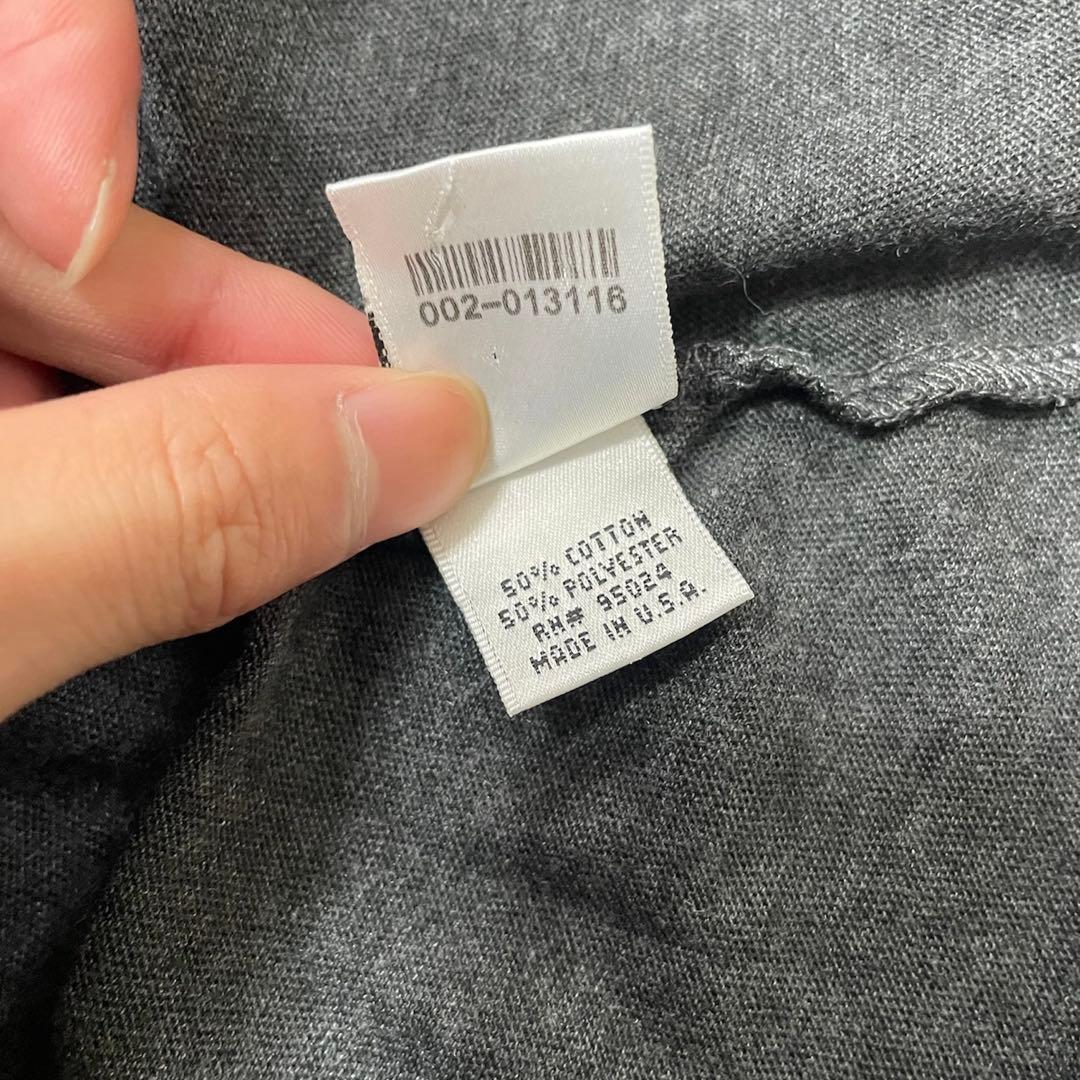 002-013116
50% COTTON
50% POLYESTER
RN# 95024
MADE IN U.S.A.